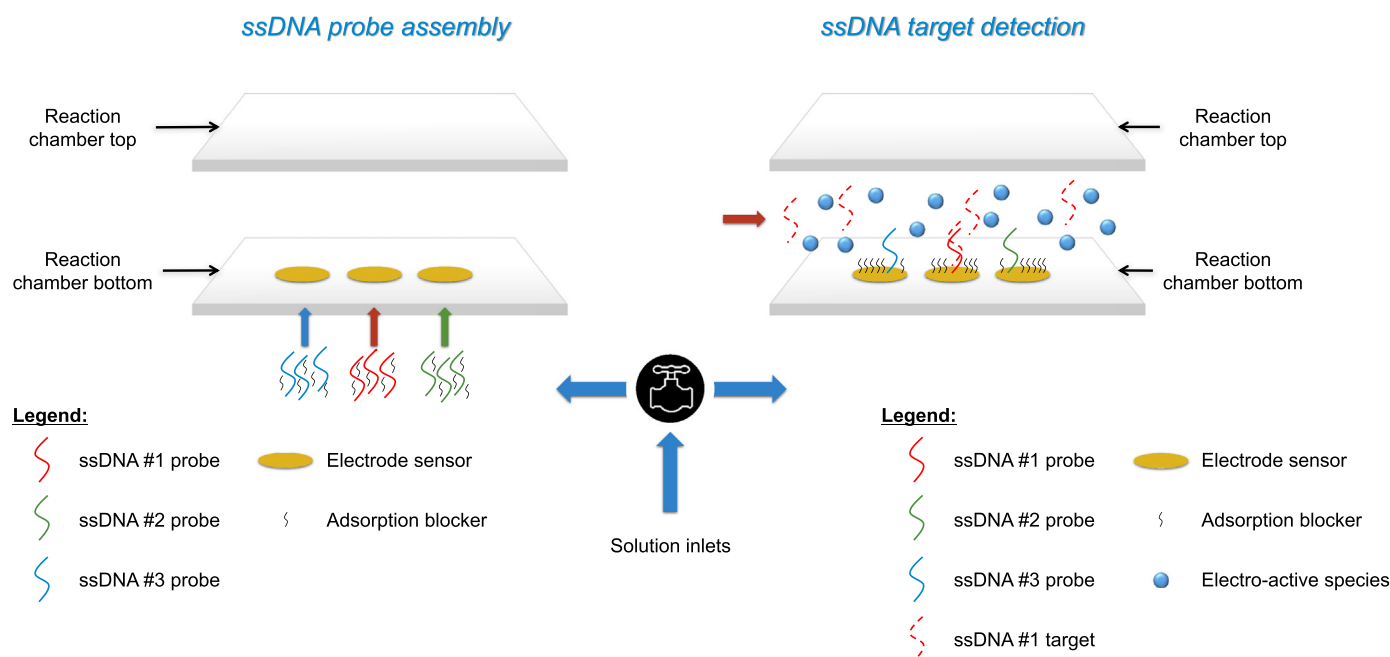 ssDNA probe assembly
ssDNA target detection
Reaction
chamber top
Reaction
chamber top
Reaction
chamber bottom
Reaction
chamber bottom
Legend:
ssDNA #1 probe
Electrode sensor
ssDNA #2 probe
Adsorption blocker
ssDNA #3 probe
Solution inlets
Legend:
ssDNA #1 probe
Electrode sensor
ssDNA #2 probe
Adsorption blocker
ssDNA #3 probe
Electro-active species
ssDNA #1 target